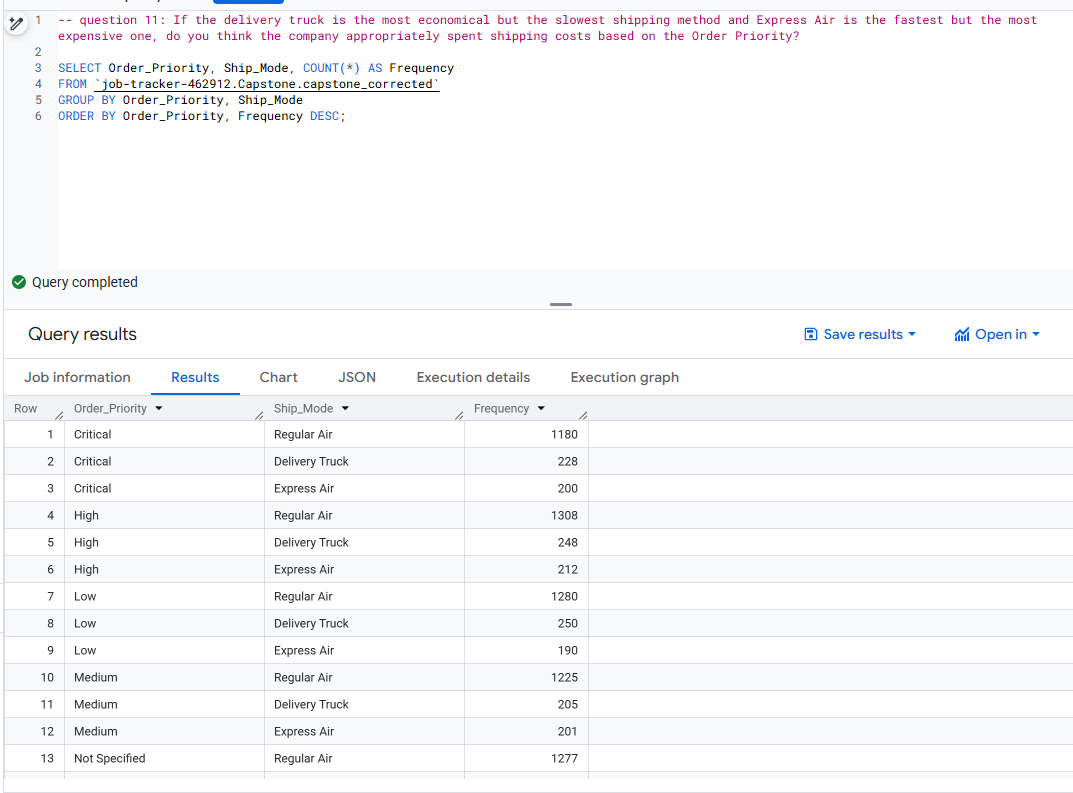 1 -- question 11: If the delivery truck is the most economical but the slowest shipping method and Express Air is the fastest but the most
expensive one, do you think the company appropriately spent shipping costs based on the Order Priority?
2
3 SELECT Order_Priority, Ship_Mode, COUNT(*) AS Frequency
4 FROM `job-tracker-462912.Capstone.capstone_corrected`
5 GROUP BY Order_Priority, Ship_Mode
6 ORDER BY Order_Priority, Frequency DESC;
Query completed
Query results Save results Open in
Job information Results Chart JSON Execution details Execution graph
Row Order_Priority Ship_Mode Frequency
1 Critical Regular Air 1180
2 Critical Delivery Truck 228
3 Critical Express Air 200
4 High Regular Air 1308
5 High Delivery Truck 248
6 High Express Air 212
7 Low Regular Air 1280
8 Low Delivery Truck 250
9 Low Express Air 190
10 Medium Regular Air 1225
11 Medium Delivery Truck 205
12 Medium Express Air 201
13 Not Specified Regular Air 1277